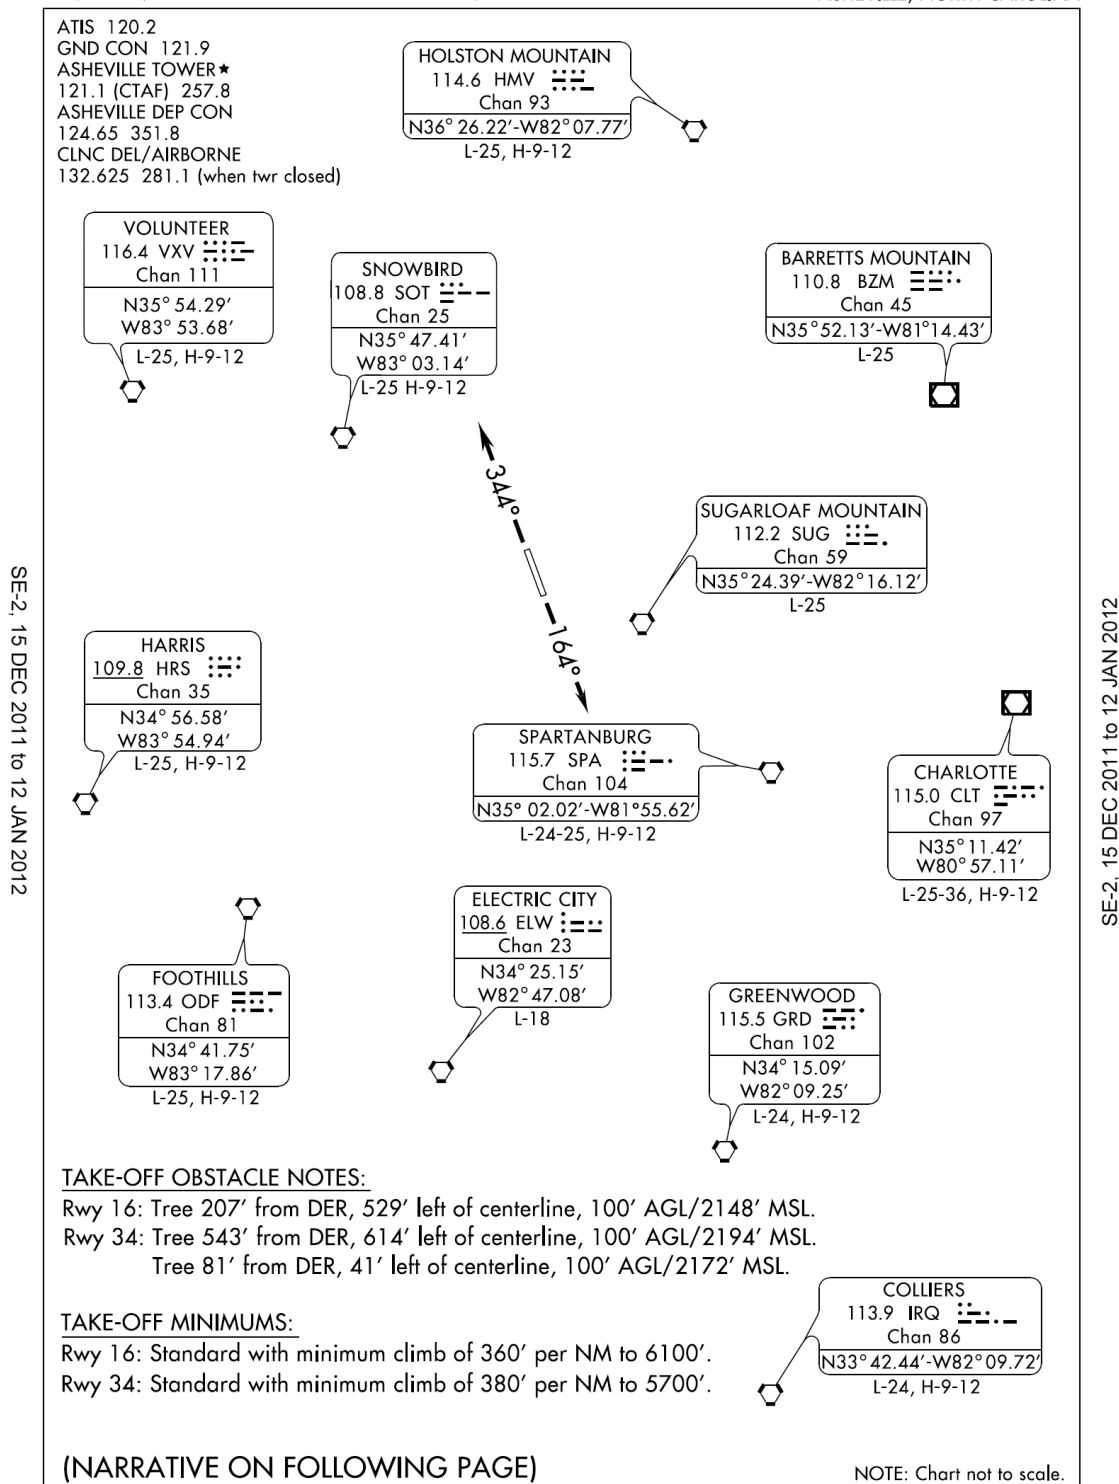 ATIS 120.2
GND CON 121.9
ASHEVILLE TOWER★
121.1 (CTAF) 257.8
ASHEVILLE DEP CON
124.65 351.8
CLNC DEL/AIRBORNE
132.625 281.1 (when twr closed)
HOLSTON MOUNTAIN
114.6 HMV
Chan 93
N36° 26.22′-W82° 07.77′
L-25, H-9-12
VOLUNTEER
116.4 VXV
Chan 111
N35° 54.29′
W83° 53.68′
L-25, H-9-12
SNOWBIRD
108.8 SOT
Chan 25
N35° 47.41′
W83° 03.14′
L-25 H-9-12
BARRETTS MOUNTAIN
110.8 BZM
Chan 45
N35° 52.13′-W81° 14.43′
L-25
344°
164°
SUGARLOAF MOUNTAIN
112.2 SUG
Chan 59
N35° 24.39′-W82° 16.12′
L-25
HARRIS
109.8 HRS
Chan 35
N34° 56.58′
W83° 54.94′
L-25, H-9-12
SPARTANBURG
115.7 SPA
Chan 104
N35° 02.02′-W81°55.62′
L-24-25, H-9-12
CHARLOTTE
115.0 CLT
Chan 97
N35° 11.42′
W80° 57.11′
L-25-36, H-9-12
ELECTRIC CITY
108.6 ELW
Chan 23
N34° 25.15′
W82° 47.08′
L-18
FOOTHILLS
113.4 ODF
Chan 81
N34° 41.75′
W83° 17.86′
L-25, H-9-12
GREENWOOD
115.5 GRD
Chan 102
N34° 15.09′
W82° 09.25′
L-24, H-9-12
TAKE-OFF OBSTACLE NOTES:
Rwy 16: Tree 207′ from DER, 529′ left of centerline, 100′ AGL/2148′ MSL.
Rwy 34: Tree 543′ from DER, 614′ left of centerline, 100′ AGL/2194′ MSL.
Tree 81′ from DER, 41′ left of centerline, 100′ AGL/2172′ MSL.
TAKE-OFF MINIMUMS:
Rwy 16: Standard with minimum climb of 360′ per NM to 6100′.
Rwy 34: Standard with minimum climb of 380′ per NM to 5700′.
COLLIERS
113.9 IRQ
Chan 86
N33° 42.44′-W82° 09.72′
L-24, H-9-12
(NARRATIVE ON FOLLOWING PAGE)
NOTE: Chart not to scale.
SE-2, 15 DEC 2011 to 12 JAN 2012
SE-2, 15 DEC 2011 to 12 JAN 2012